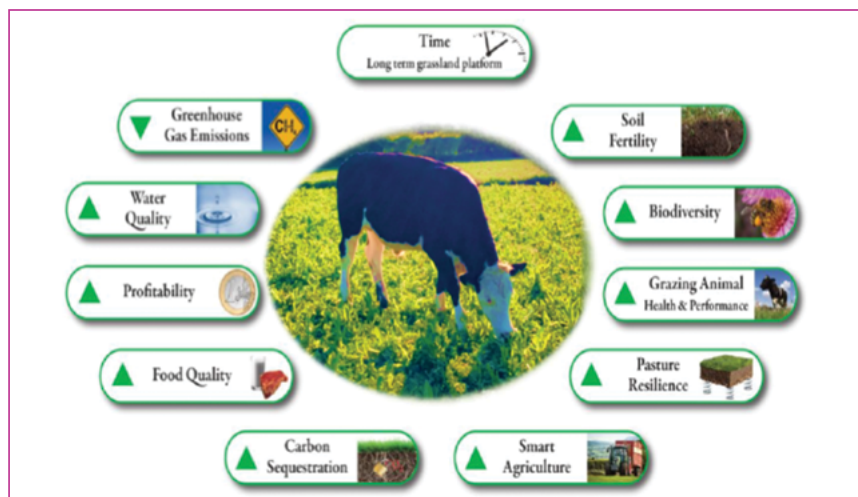 Time
Long term grassland platform
Greenhouse
Gas Emissions
CH₄
Soil
Fertility
Water
Quality
Biodiversity
Profitability
Grazing Animal
Health & Performance
Food Quality
Pasture
Resilience
Carbon
Sequestration
Smart
Agriculture